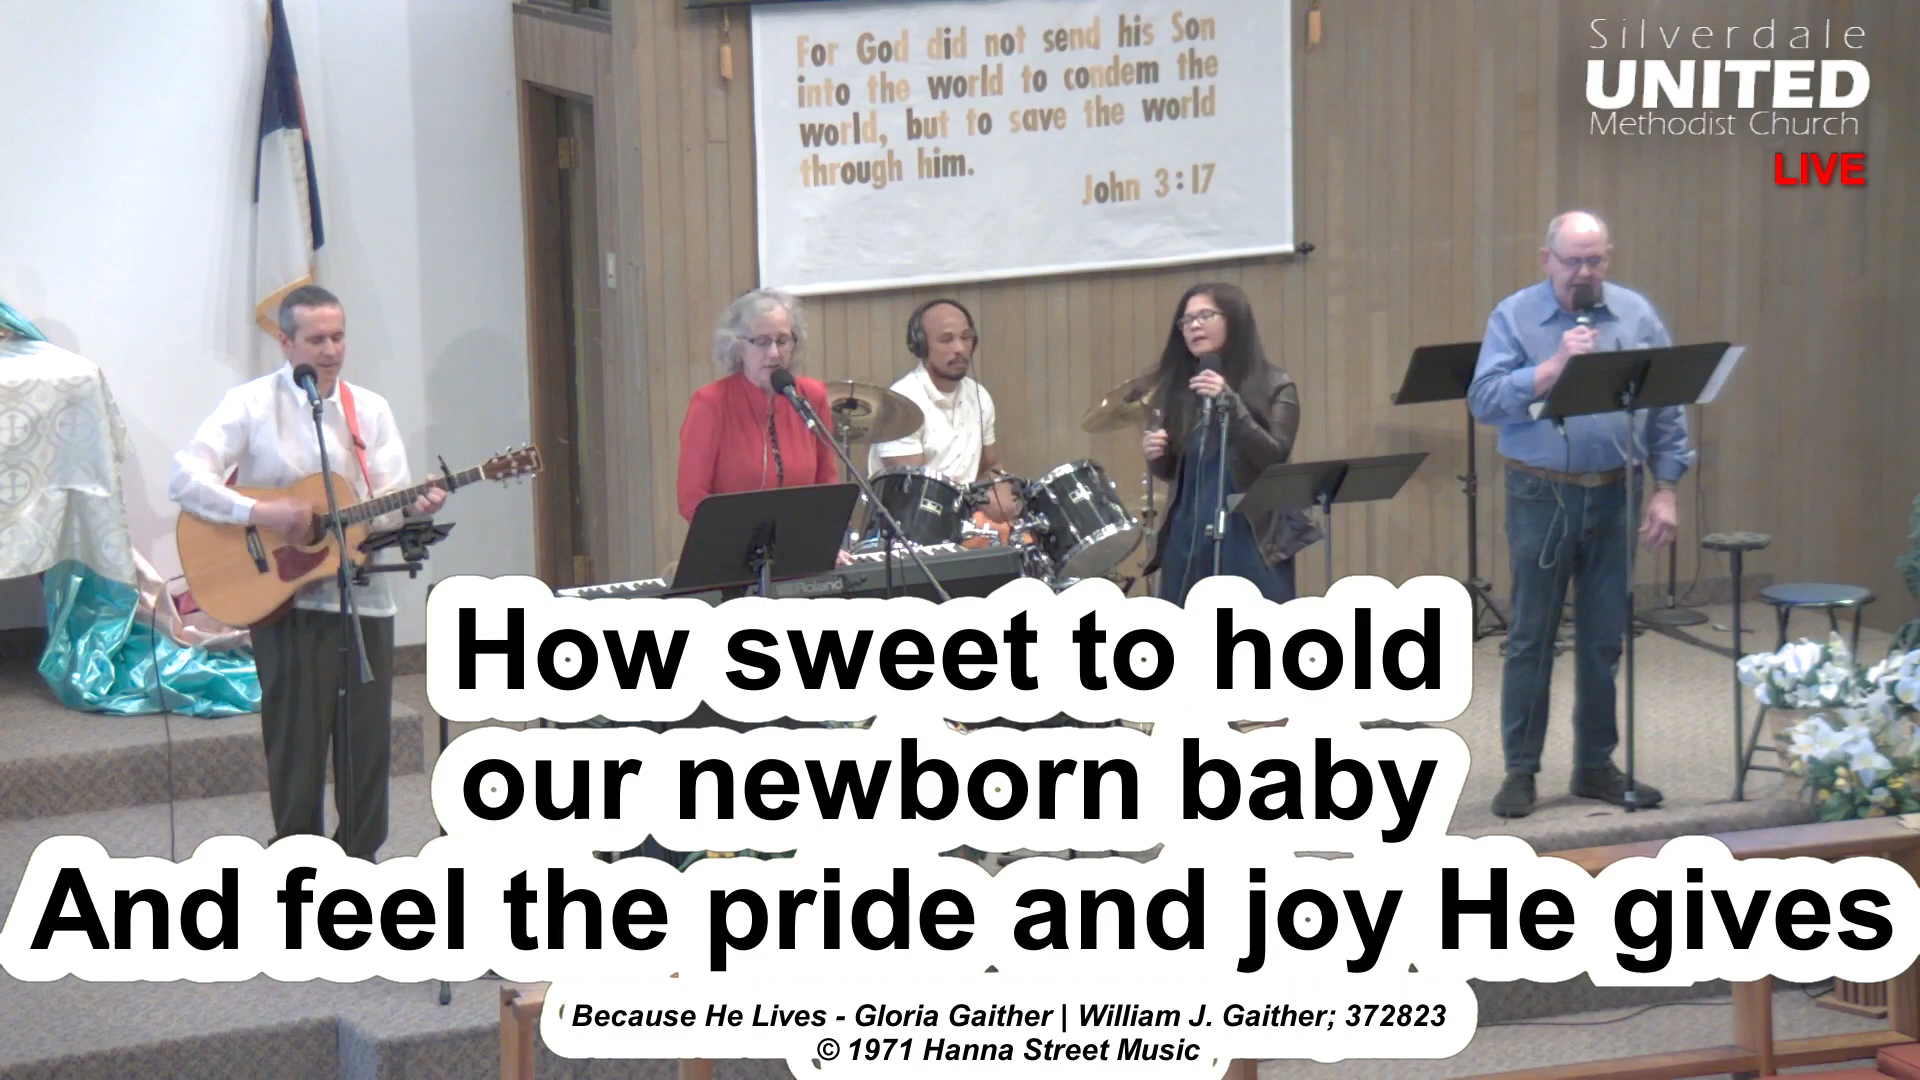 For God did not send his Son
into the world to condem the
world, but to save the world
through him.
John 3:17
Silverdale
UNITED
Methodist Church
LIVE
Roland
How sweet to hold
our newborn baby
And feel the pride and joy He gives
Because He Lives - Gloria Gaither | William J. Gaither; 372823
© 1971 Hanna Street Music